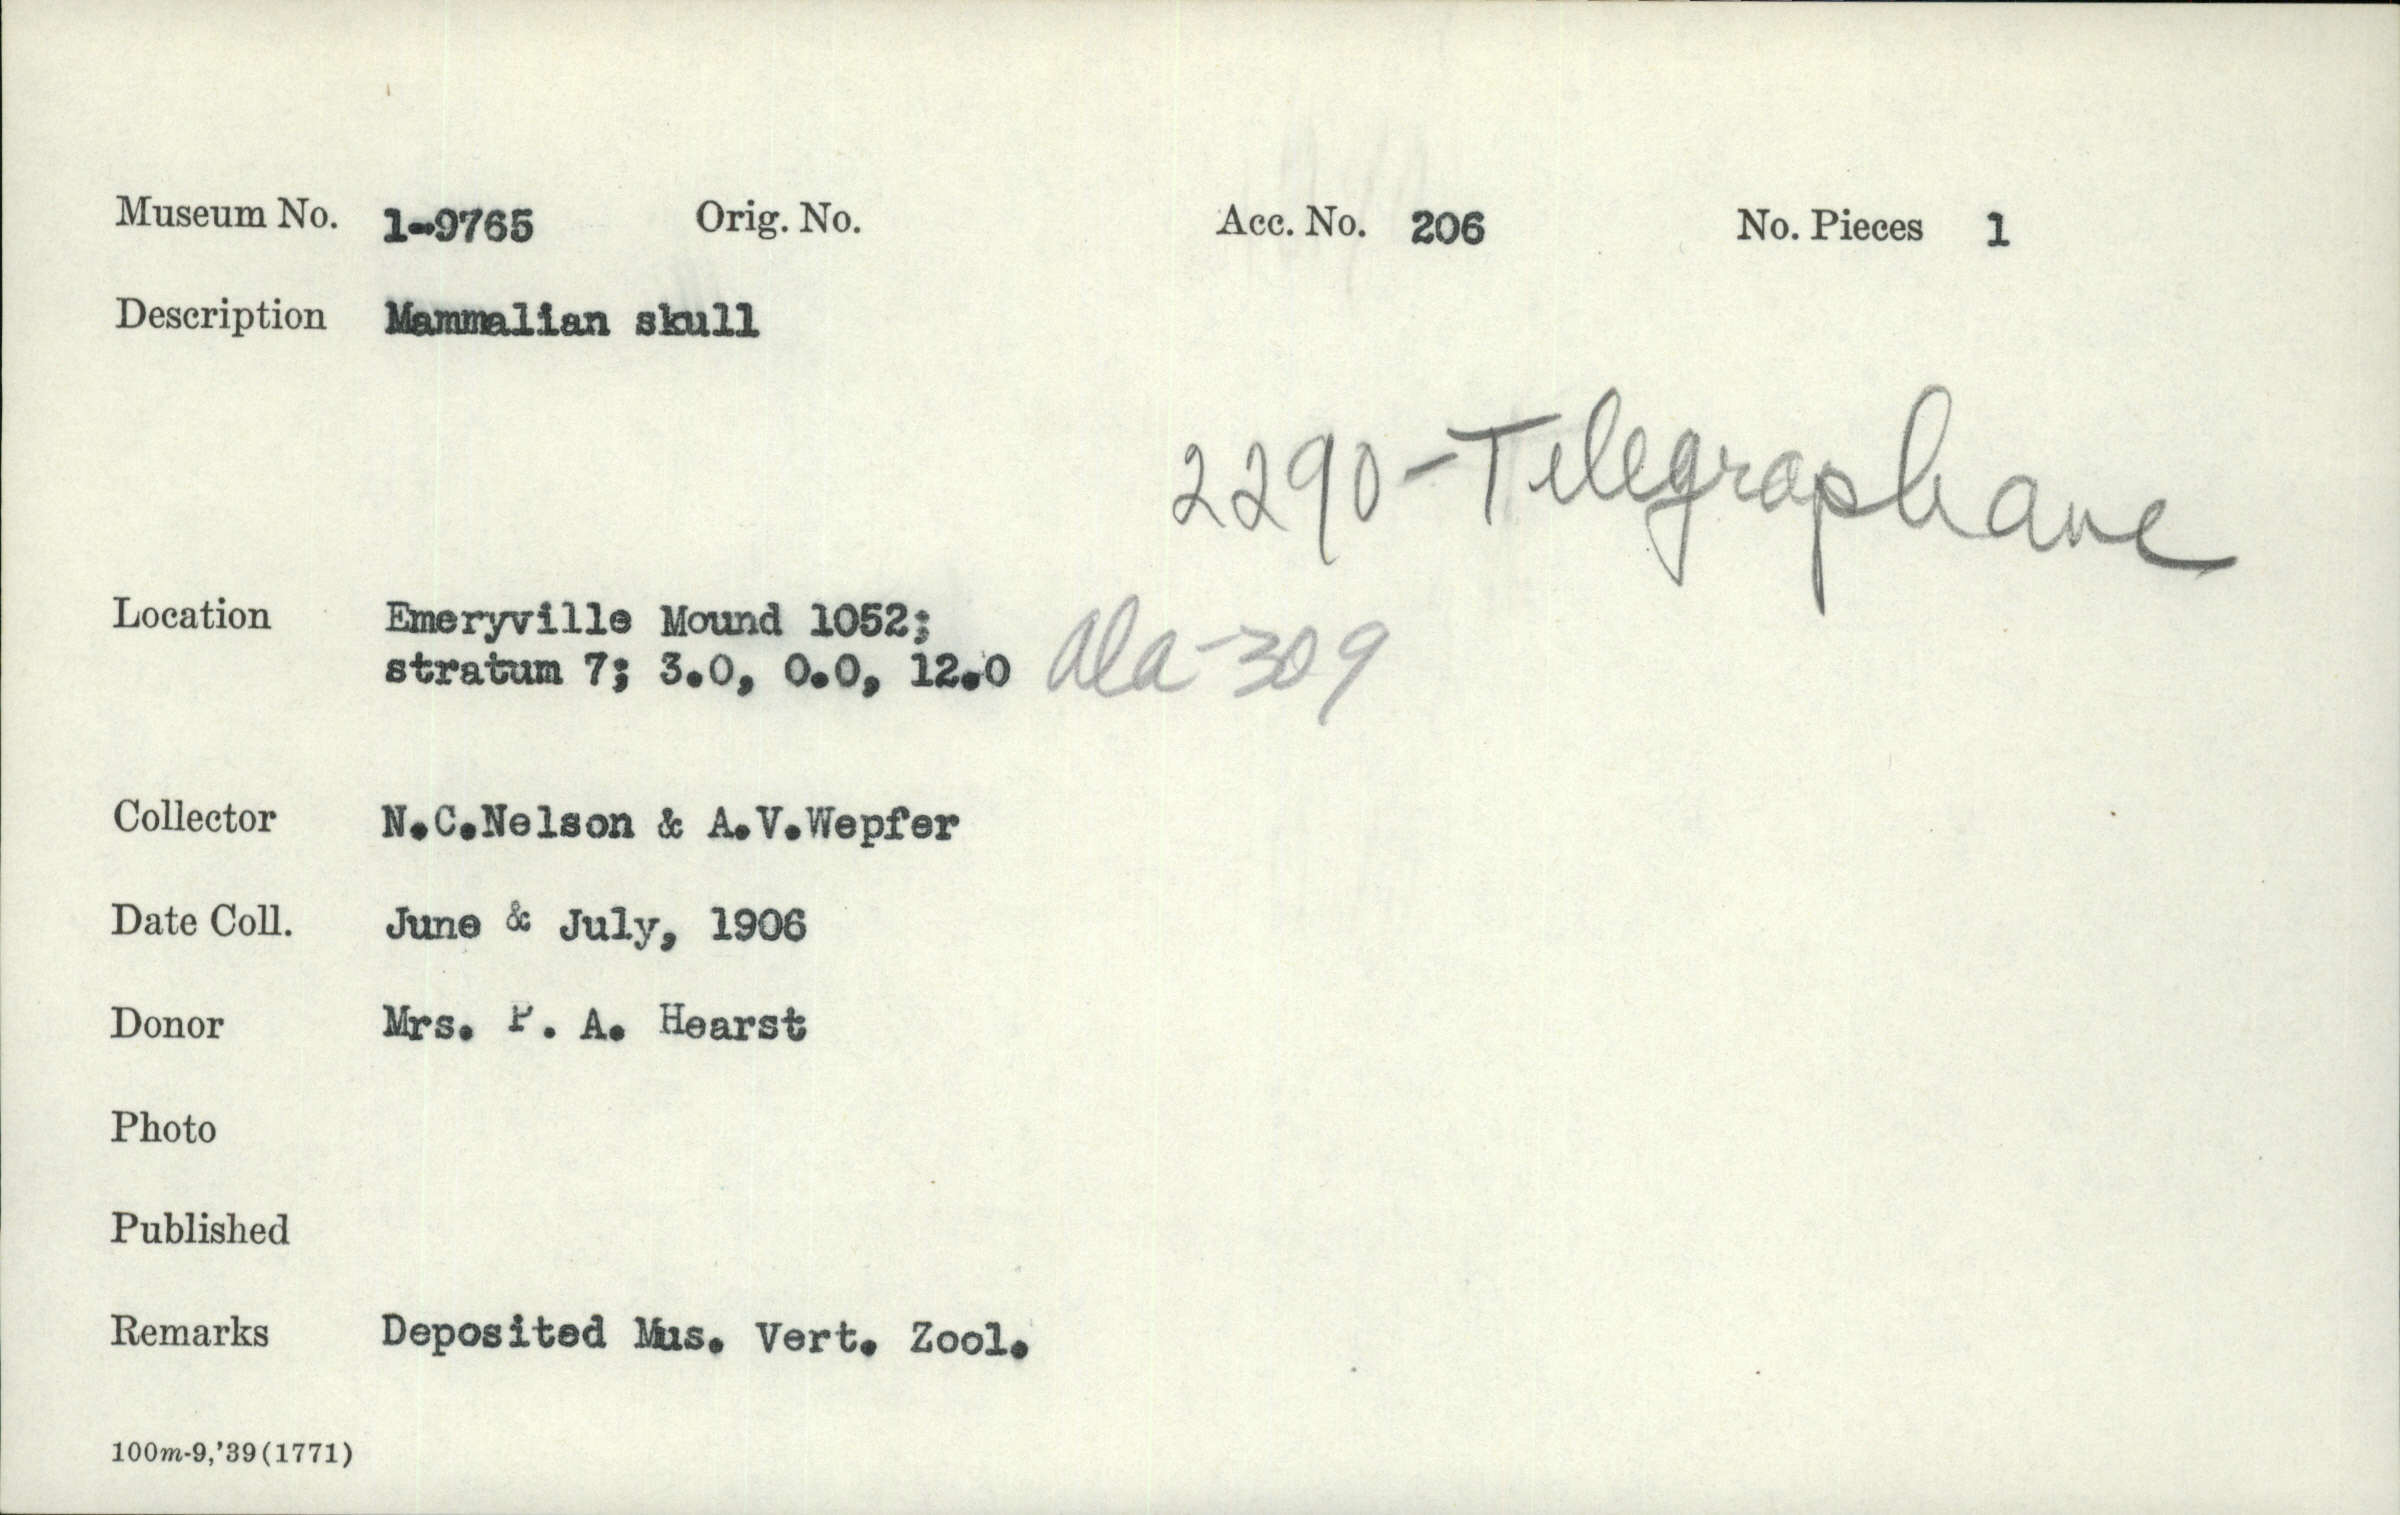 Museum No. 1-9765 Orig. No. Acc. No. 206 No. Pieces 1
Description Mammalian skull
2290-Telegraph ave
Location Emeryville Mound 1052;
stratum 7; 3.0, 0.0, 12.0 Ala-309
Collector N.C.Nelson & A.V.Wepfer
Date Coll. June & July, 1906
Donor Mrs. P. A. Hearst
Photo
Published
Remarks Deposited Mus. Vert. Zool.
100m-9,'39(1771)